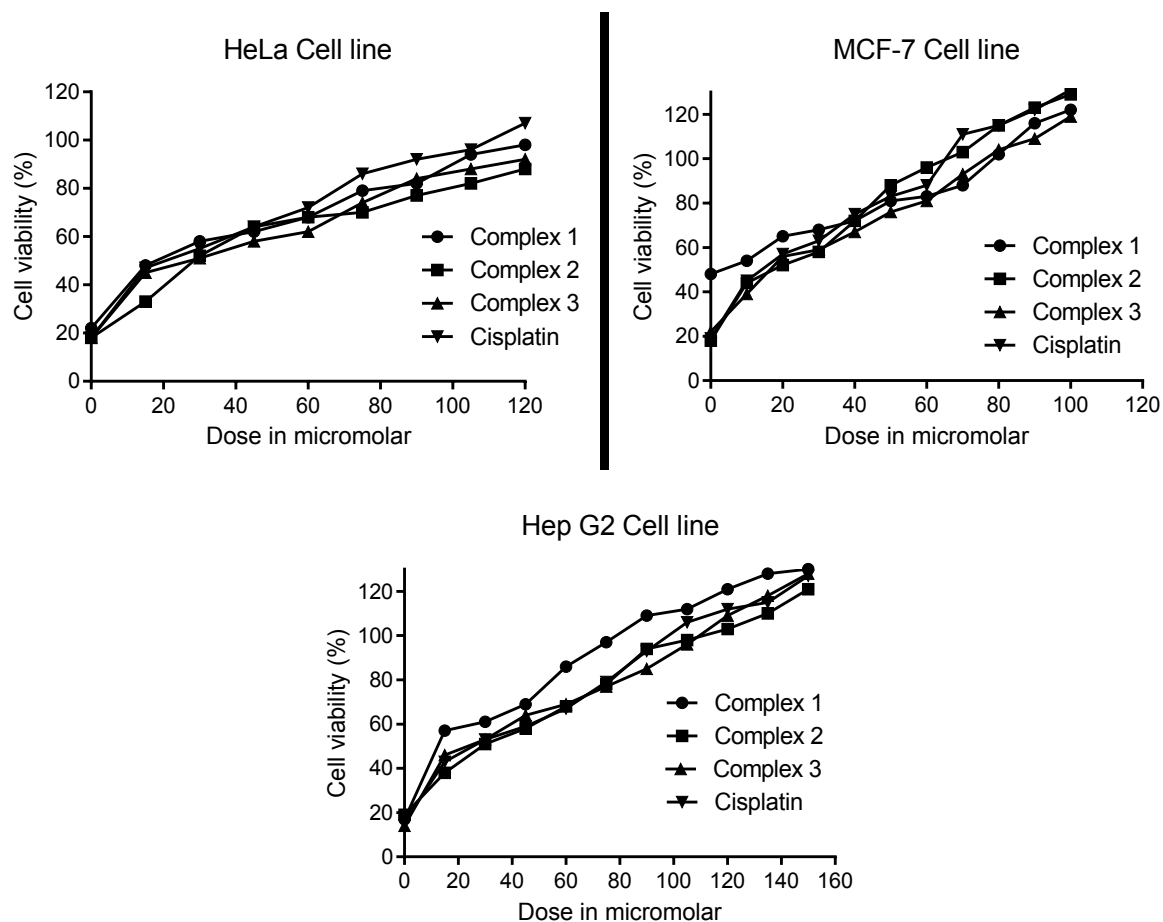 HeLa Cell line
Cell viability (%)
120
100
80
60
40
20
0
0 20 40 60 80 100 120
Dose in micromolar
Complex 1
Complex 2
Complex 3
Cisplatin
MCF-7 Cell line
Cell viability (%)
120
100
80
60
40
20
0
0 20 40 60 80 100 120
Dose in micromolar
Complex 1
Complex 2
Complex 3
Cisplatin
Hep G2 Cell line
Cell viability (%)
120
100
80
60
40
20
0
0 20 40 60 80 100 120 140 160
Dose in micromolar
Complex 1
Complex 2
Complex 3
Cisplatin